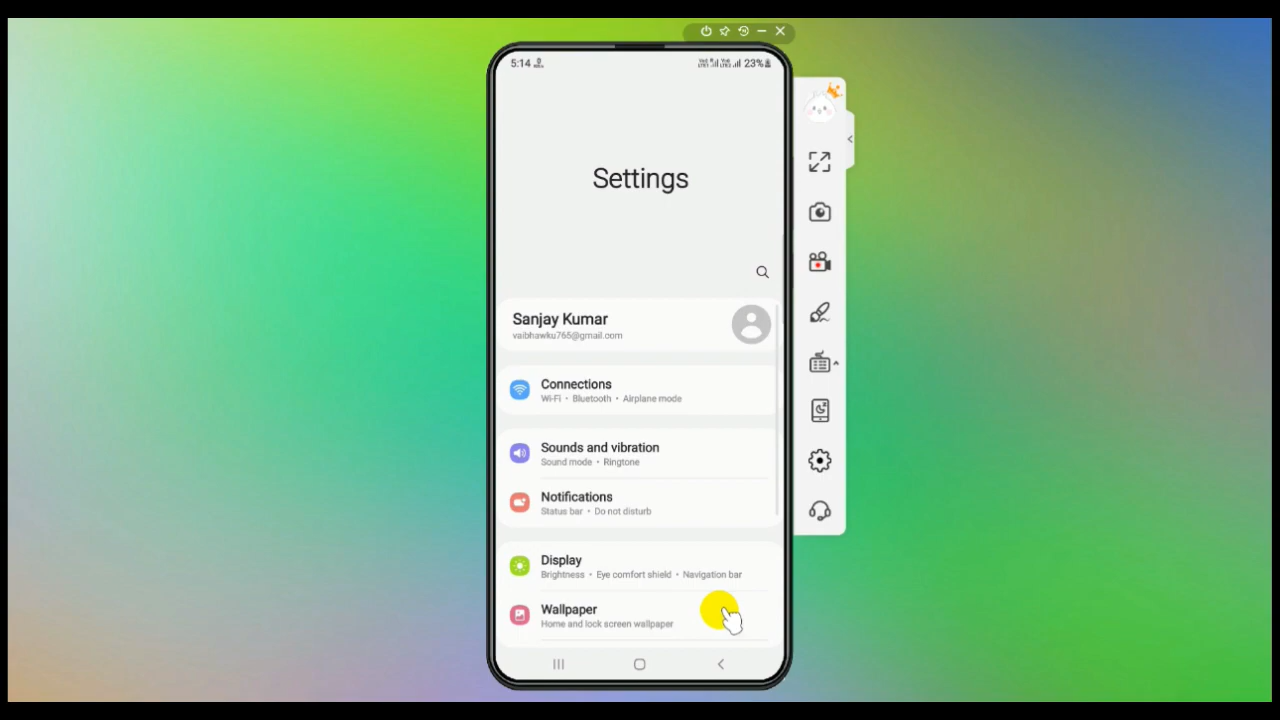 5:14
23%
Settings
Sanjay Kumar
vaibhawku765@gmail.com
Connections
Wi-Fi • Bluetooth • Airplane mode
Sounds and vibration
Sound mode • Ringtone
Notifications
Status bar • Do not disturb
Display
Brightness • Eye comfort shield • Navigation bar
Wallpaper
Home and lock screen wallpaper